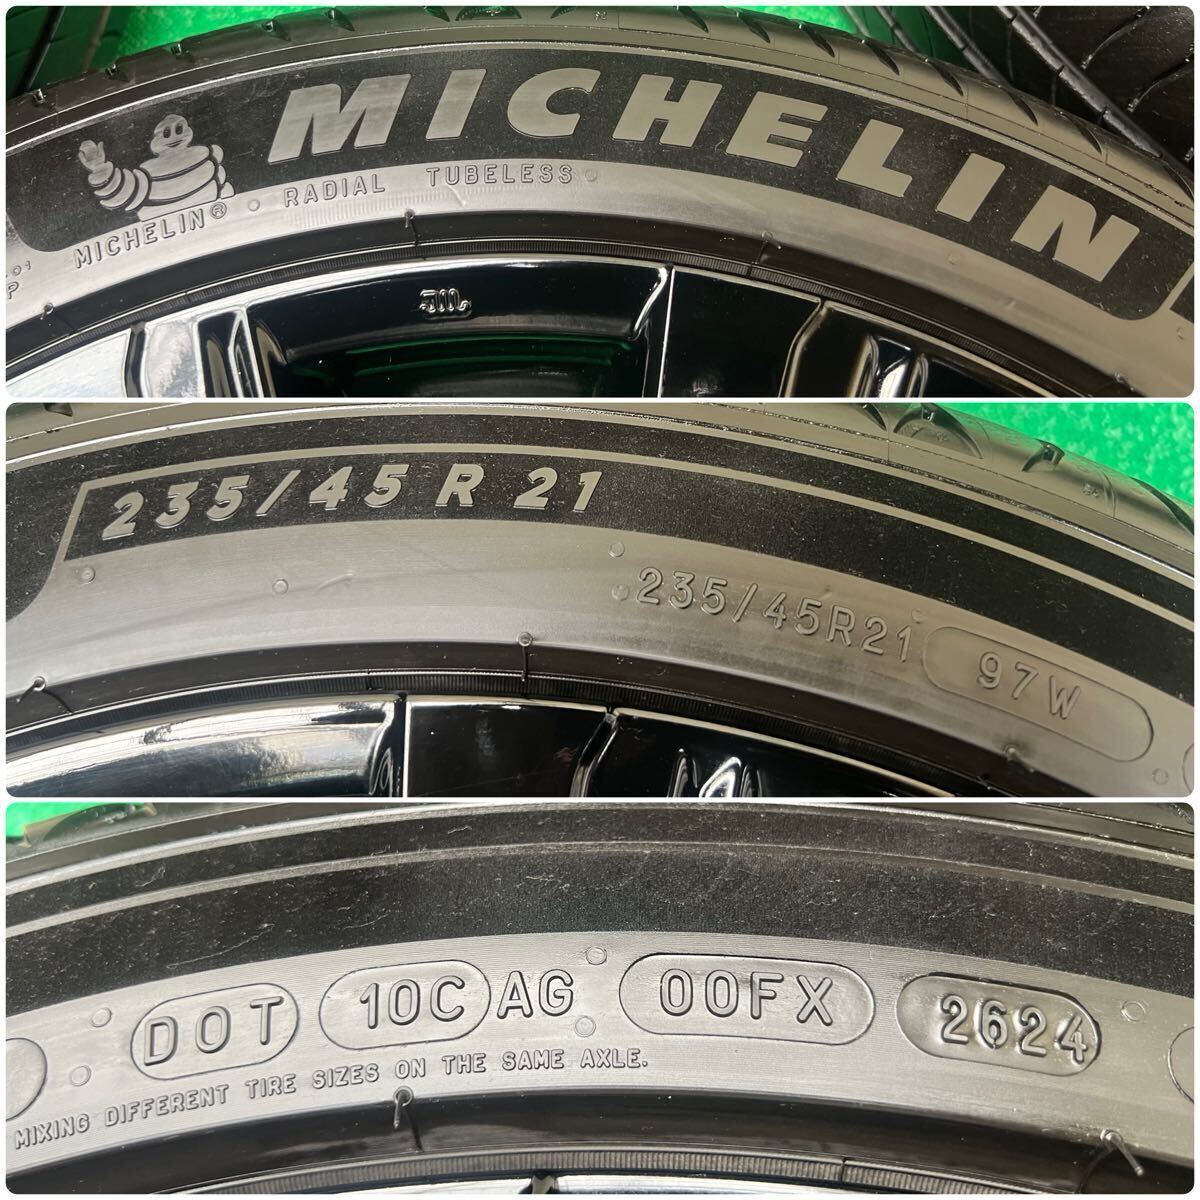 MICHELIN
MICHELIN® • RADIAL TUBELESS
235/45 R 21
235/45R21 97W
DOT 10C AG 00FX 2624
MIXING DIFFERENT TIRE SIZES ON THE SAME AXLE.